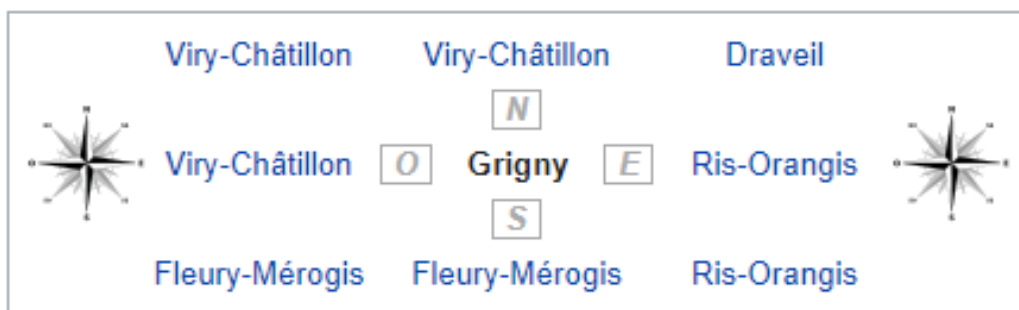 Viry-Châtillon Viry-Châtillon Draveil
N
Viry-Châtillon O Grigny E Ris-Orangis
S
Fleury-Mérogis Fleury-Mérogis Ris-Orangis